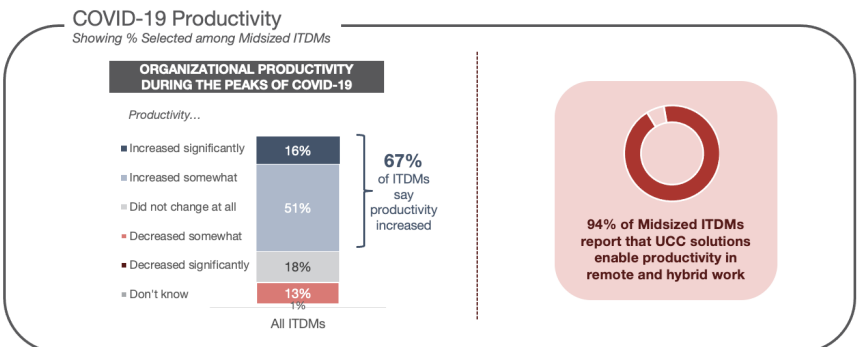 COVID-19 Productivity
Showing % Selected among Midsized ITDMs
ORGANIZATIONAL PRODUCTIVITY
DURING THE PEAKS OF COVID-19
Productivity…
Increased significantly
Increased somewhat
Did not change at all
Decreased somewhat
Decreased significantly
Don't know
16%
51%
18%
13%
1%
All ITDMs
67%
of ITDMs
say
productivity
increased
94% of Midsized ITDMs
report that UCC solutions
enable productivity in
remote and hybrid work